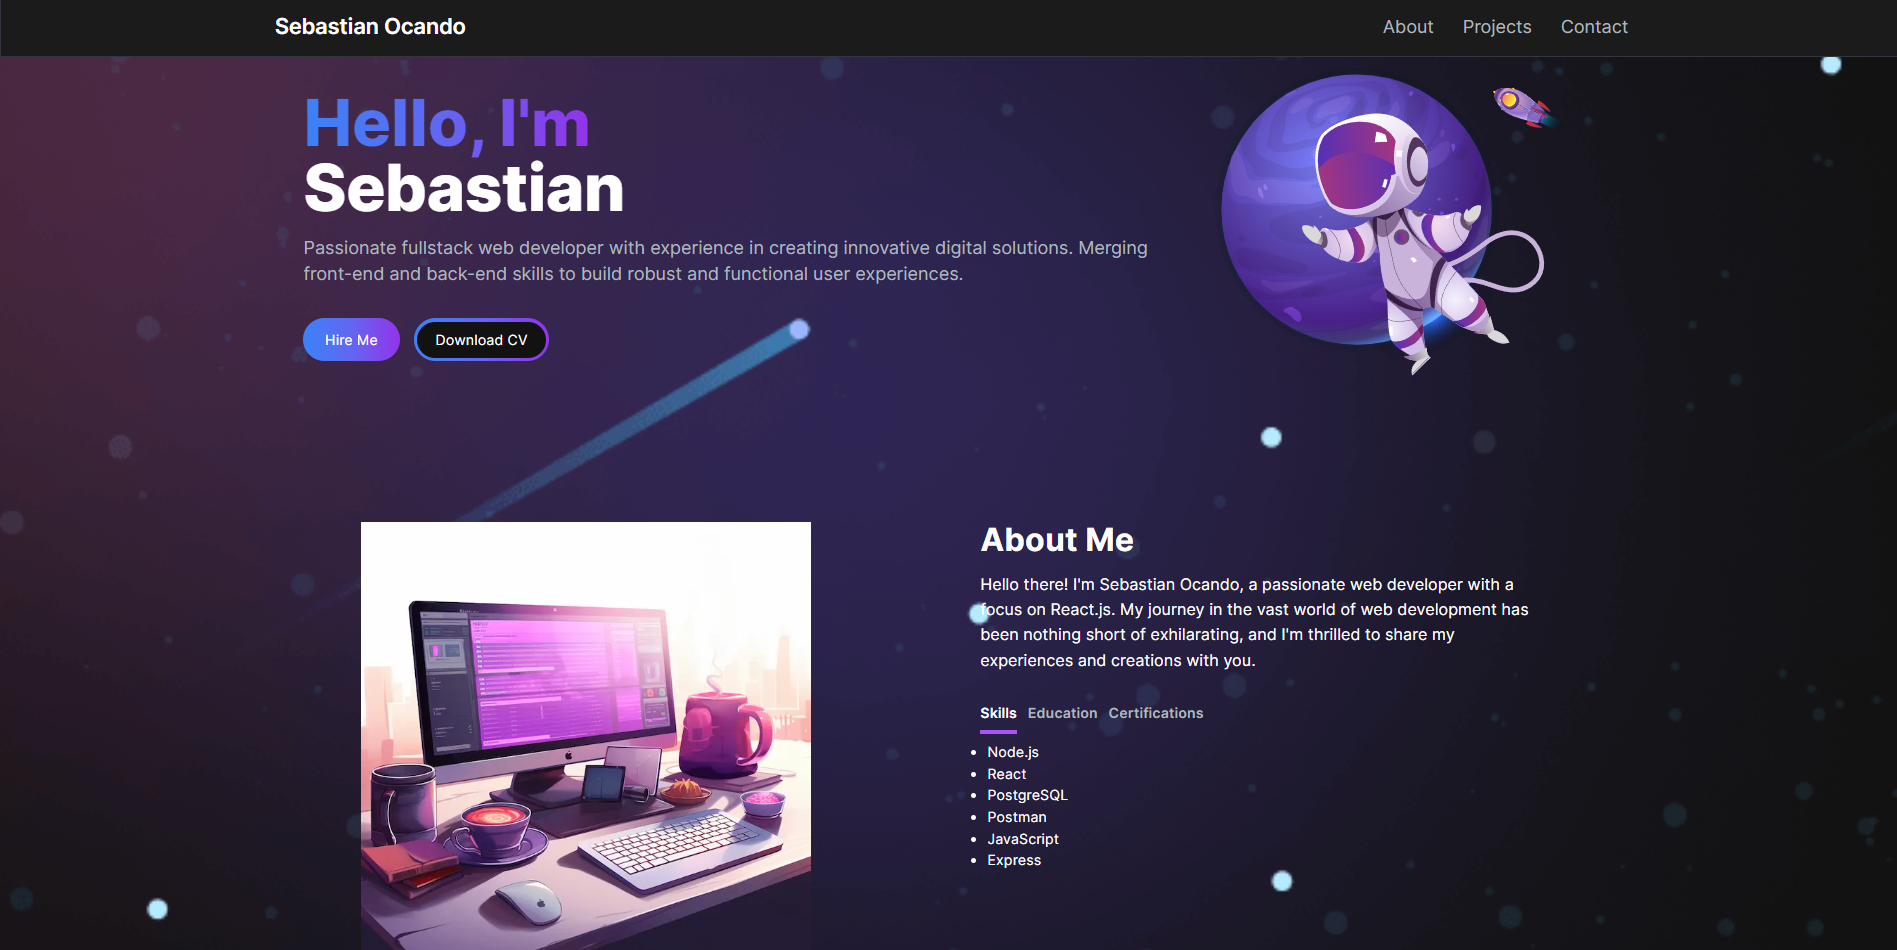 Sebastian Ocando
About Projects Contact
Hello, I'm
Sebastian
Passionate fullstack web developer with experience in creating innovative digital solutions. Merging
front-end and back-end skills to build robust and functional user experiences.
Hire Me Download CV
About Me
Hello there! I'm Sebastian Ocando, a passionate web developer with a
focus on React.js. My journey in the vast world of web development has
been nothing short of exhilarating, and I'm thrilled to share my
experiences and creations with you.
Skills Education Certifications
Node.js
React
PostgreSQL
Postman
JavaScript
Express